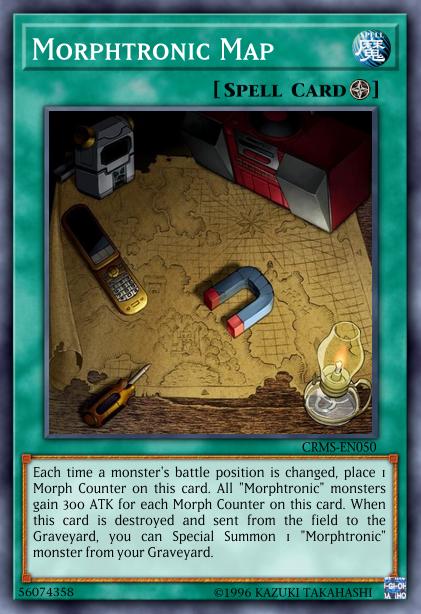 MORPHTRONIC MAP
[SPELL CARD]
CRMS-EN050
Each time a monster's battle position is changed, place 1
Morph Counter on this card. All "Morphtronic" monsters
gain 300 ATK for each Morph Counter on this card. When
this card is destroyed and sent from the field to the
Graveyard, you can Special Summon 1 "Morphtronic"
monster from your Graveyard.
56074358
©1996 KAZUKI TAKAHASHI